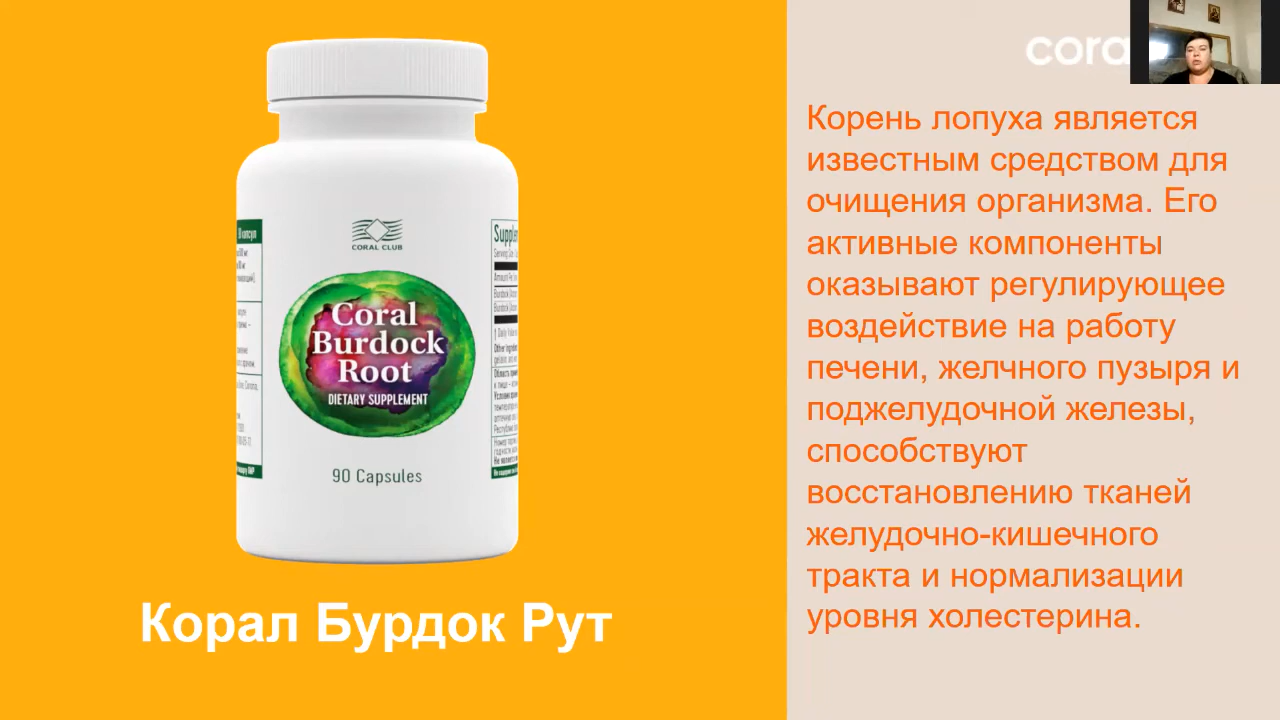 cora
Корень лопуха является
известным средством для
очищения организма. Его
активные компоненты
оказывают регулирующее
воздействие на работу
печени, желчного пузыря и
поджелудочной железы,
способствуют
восстановлению тканей
желудочно-кишечного
тракта и нормализации
уровня холестерина.
CORAL CLUB
Coral
Burdock
Root
DIETARY SUPPLEMENT
90 Capsules
Корал Бурдок Рут